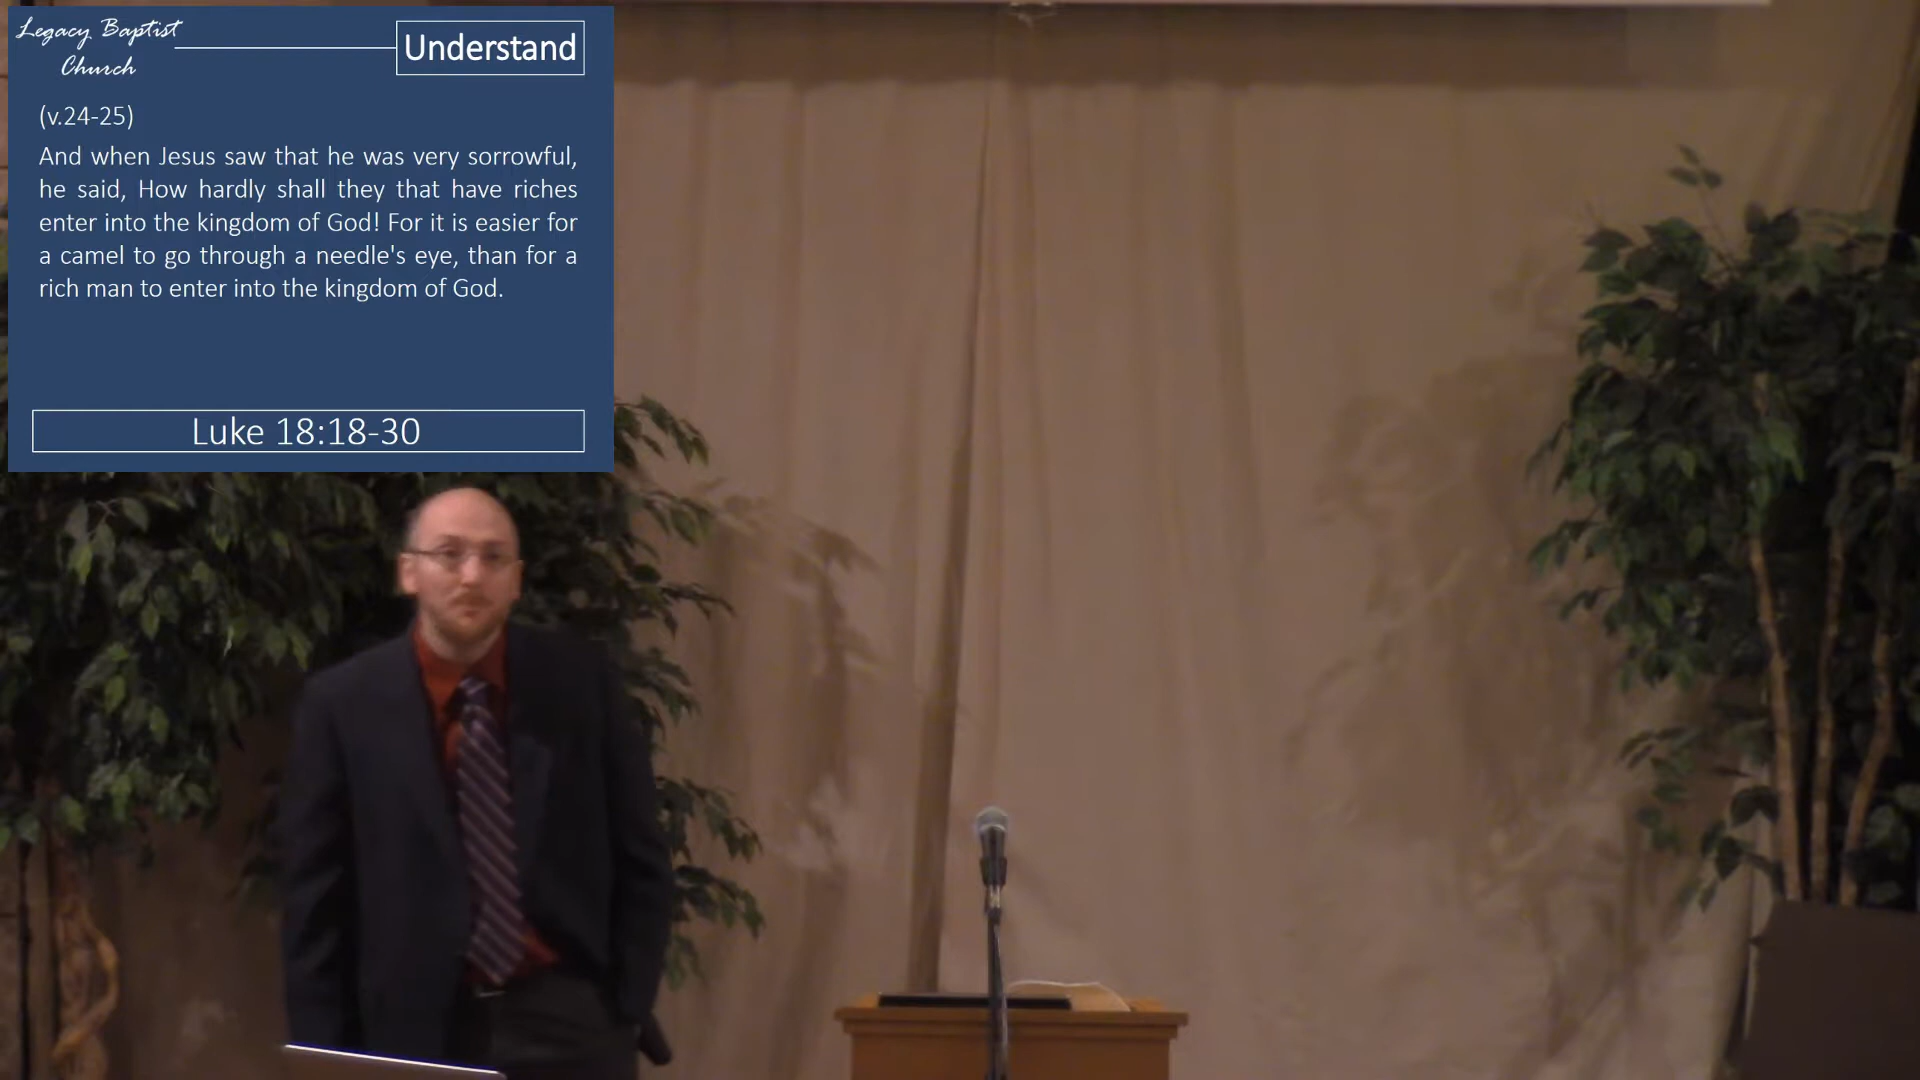 Legacy Baptist
Church
Understand
(v.24-25)
And when Jesus saw that he was very sorrowful,
he said, How hardly shall they that have riches
enter into the kingdom of God! For it is easier for
a camel to go through a needle's eye, than for a
rich man to enter into the kingdom of God.
Luke 18:18-30